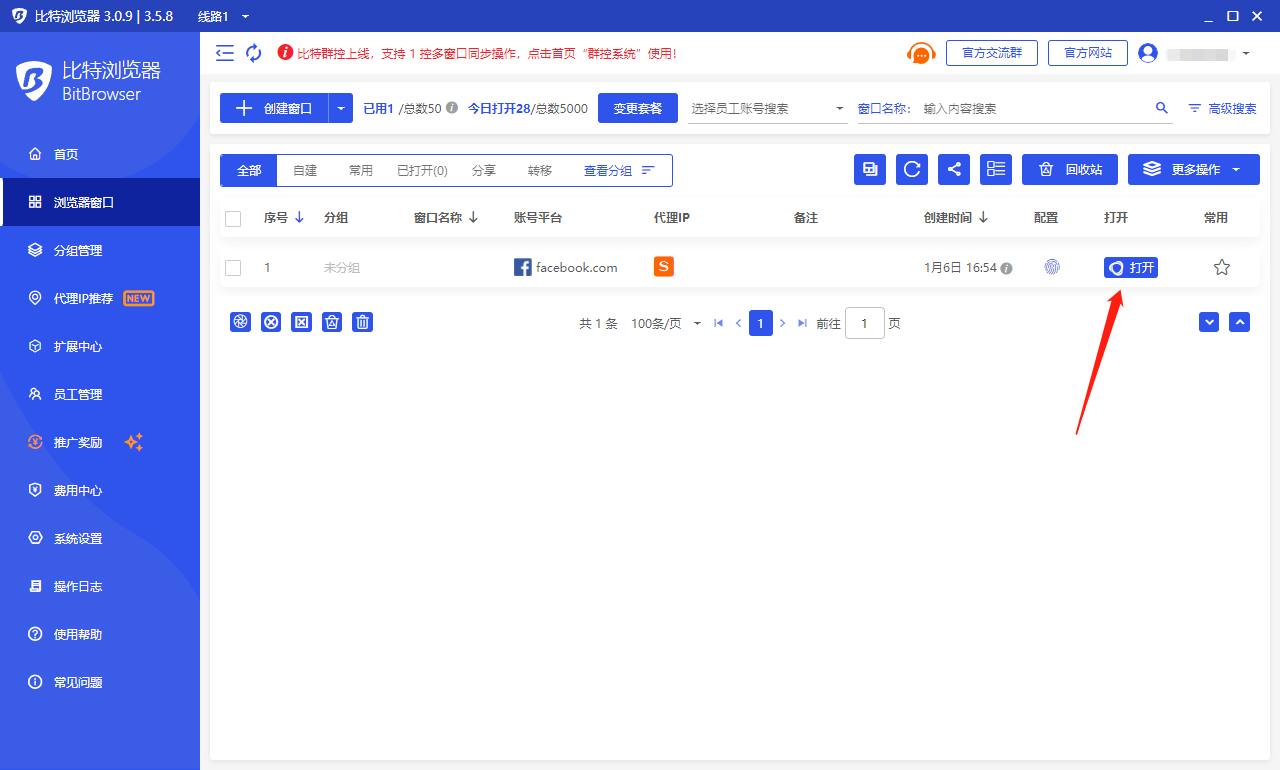 比特浏览器 3.0.9 | 3.5.8 线路1
比特浏览器
BitBrowser
首页
浏览器窗口
分组管理
代理IP推荐 NEW
扩展中心
员工管理
推广奖励
费用中心
系统设置
操作日志
使用帮助
常见问题
比特群控上线，支持 1 控多窗口同步操作，点击首页“群控系统”使用！
官方交流群 官方网站
创建窗口 已用1 /总数50 今日打开28/总数5000 变更套餐 选择员工账号搜索 窗口名称： 输入内容搜索 高级搜索
全部 自建 常用 已打开(0) 分享 转移 查看分组 回收站 更多操作
序号 分组 窗口名称 账号平台 代理IP 备注 创建时间 配置 打开 常用
1 未分组 facebook.com S 1月6日 16:54 打开
共 1 条 100条/页 1 前往 1 页